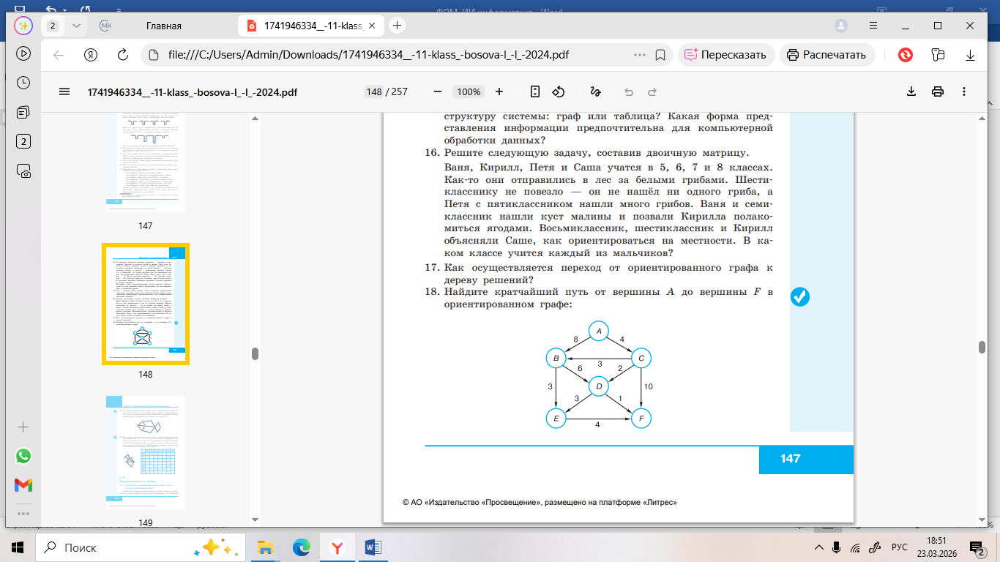 ФОМ_ИИ информатика - Word
2
МК
Главная
1741946334__-11-klass_
file:///C:/Users/Admin/Downloads/1741946334__-11-klass_-bosova-l_-l_-2024.pdf
Пересказать
Распечатать
1741946334__-11-klass_-bosova-l_-l_-2024.pdf
148 / 257
100%
2
147
148
149
структуру системы: граф или таблица? Какая форма пред-
ставления информации предпочтительна для компьютерной
обработки данных?
16. Решите следующую задачу, составив двоичную матрицу.
Ваня, Кирилл, Петя и Саша учатся в 5, 6, 7 и 8 классах.
Как-то они отправились в лес за белыми грибами. Шести-
класснику не повезло — он не нашёл ни одного гриба, а
Петя с пятиклассником нашли много грибов. Ваня и семи-
классник нашли куст малины и позвали Кирилла полако-
миться ягодами. Восьмиклассник, шестиклассник и Кирилл
объясняли Саше, как ориентироваться на местности. В ка-
ком классе учится каждый из мальчиков?
17. Как осуществляется переход от ориентированного графа к
дереву решений?
18. Найдите кратчайший путь от вершины A до вершины F в
ориентированном графе:
A
8 4
B 3 C
6 2
3 D 10
3 1
E 4 F
147
© АО «Издательство «Просвещение», размещено на платформе «Литрес»
Поиск
РУС
18:51
23.03.2026
2